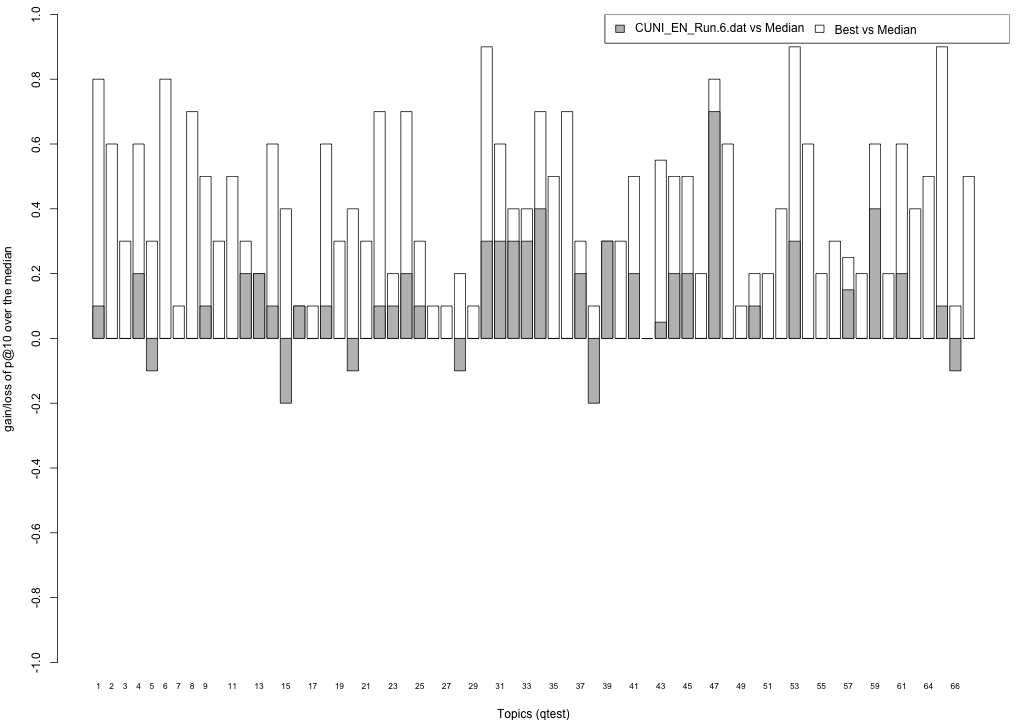 CUNI_EN_Run.6.dat vs Median Best vs Median
gain/loss of p@10 over the median
1.0
0.8
0.6
0.4
0.2
0.0
-0.2
-0.4
-0.6
-0.8
-1.0
1 2 3 4 5 6 7 8 9 11 13 15 17 19 21 23 25 27 29 31 33 35 37 39 41 43 45 47 49 51 53 55 57 59 61 64 66
Topics (qtest)